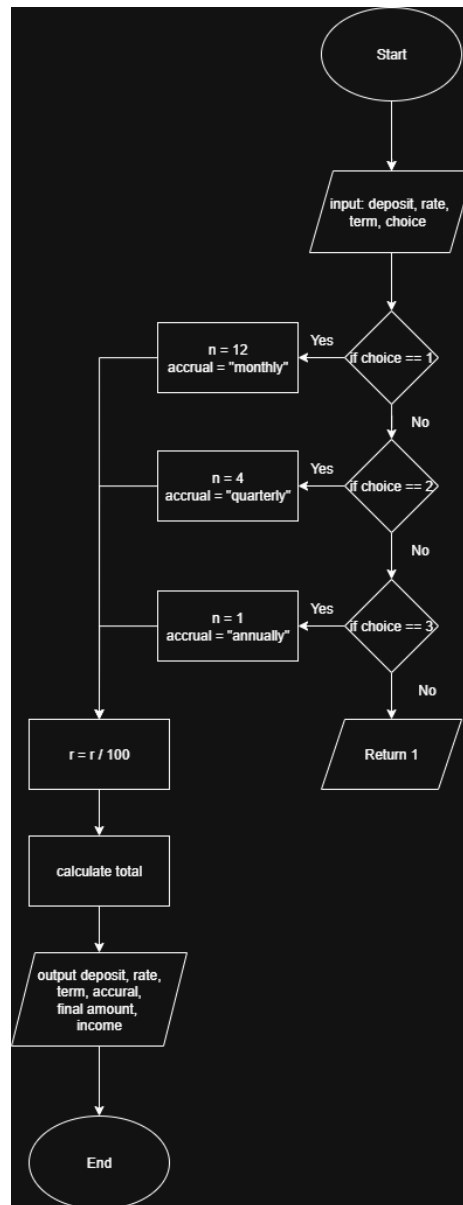 Start
input: deposit, rate,
term, choice
if choice == 1
Yes
n = 12
accrual = "monthly"
No
if choice == 2
Yes
n = 4
accrual = "quarterly"
No
if choice == 3
Yes
n = 1
accrual = "annually"
No
Return 1
r = r / 100
calculate total
output deposit, rate,
term, accural,
final amount,
income
End